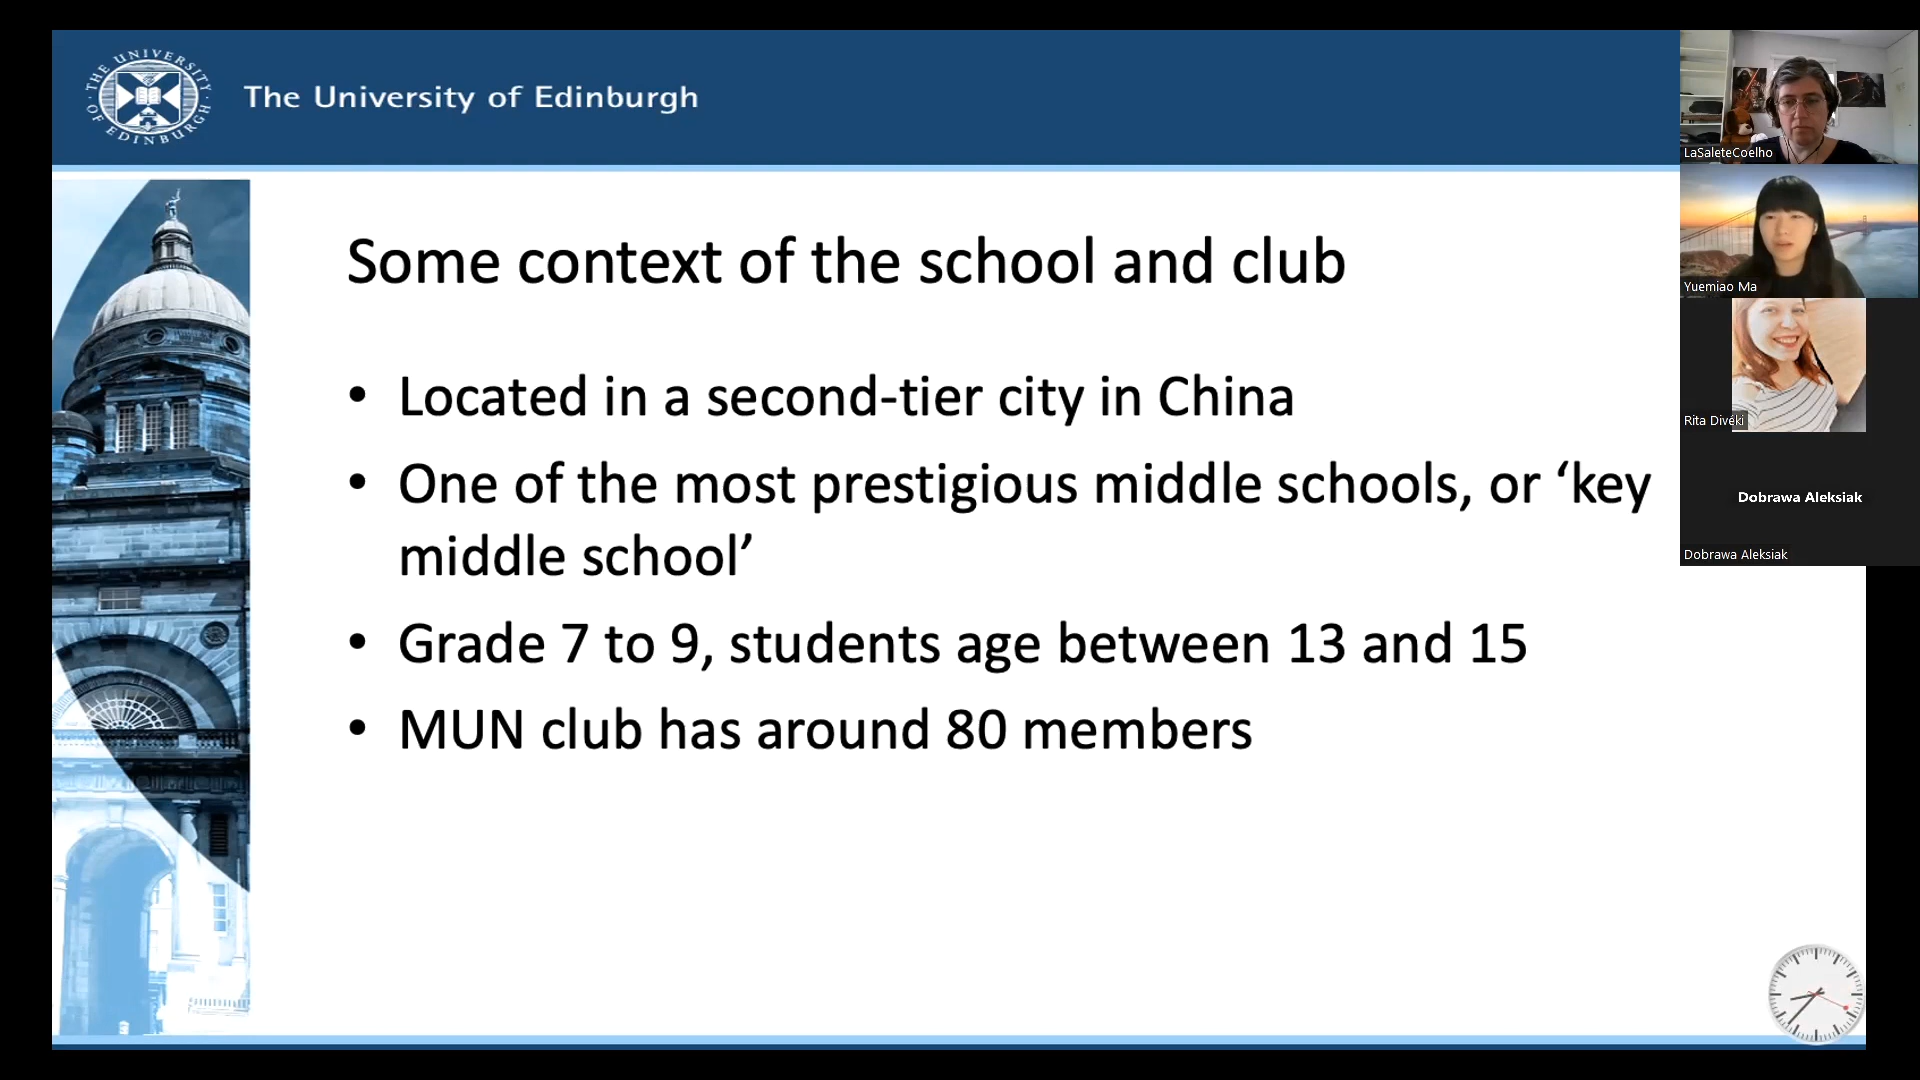 THE UNIVERSITY OF EDINBURGH
The University of Edinburgh
Some context of the school and club
• Located in a second-tier city in China
• One of the most prestigious middle schools, or ‘key
middle school’
• Grade 7 to 9, students age between 13 and 15
• MUN club has around 80 members
LaSaleteCoelho
Yuemiao Ma
Rita Divéki
Dobrawa Aleksiak
Dobrawa Aleksiak